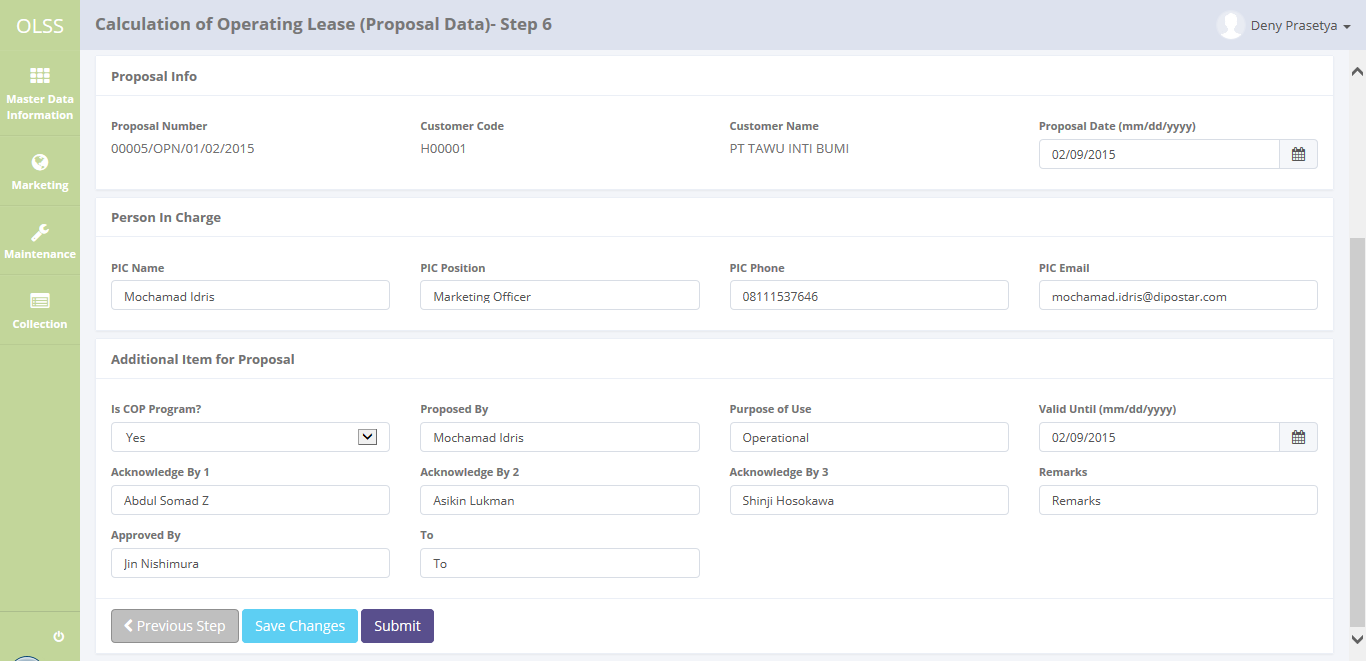 OLSS
Calculation of Operating Lease (Proposal Data)- Step 6
Deny Prasetya
Master Data
Information
Marketing
Maintenance
Collection
Proposal Info
Proposal Number Customer Code Customer Name Proposal Date (mm/dd/yyyy)
00005/OPN/01/02/2015 H00001 PT TAWU INTI BUMI 02/09/2015
Person In Charge
PIC Name PIC Position PIC Phone PIC Email
Mochamad Idris Marketing Officer 08111537646 mochamad.idris@dipostar.com
Additional Item for Proposal
Is COP Program? Proposed By Purpose of Use Valid Until (mm/dd/yyyy)
Yes Mochamad Idris Operational 02/09/2015
Acknowledge By 1 Acknowledge By 2 Acknowledge By 3 Remarks
Abdul Somad Z Asikin Lukman Shinji Hosokawa Remarks
Approved By To
Jin Nishimura To
Previous Step Save Changes Submit